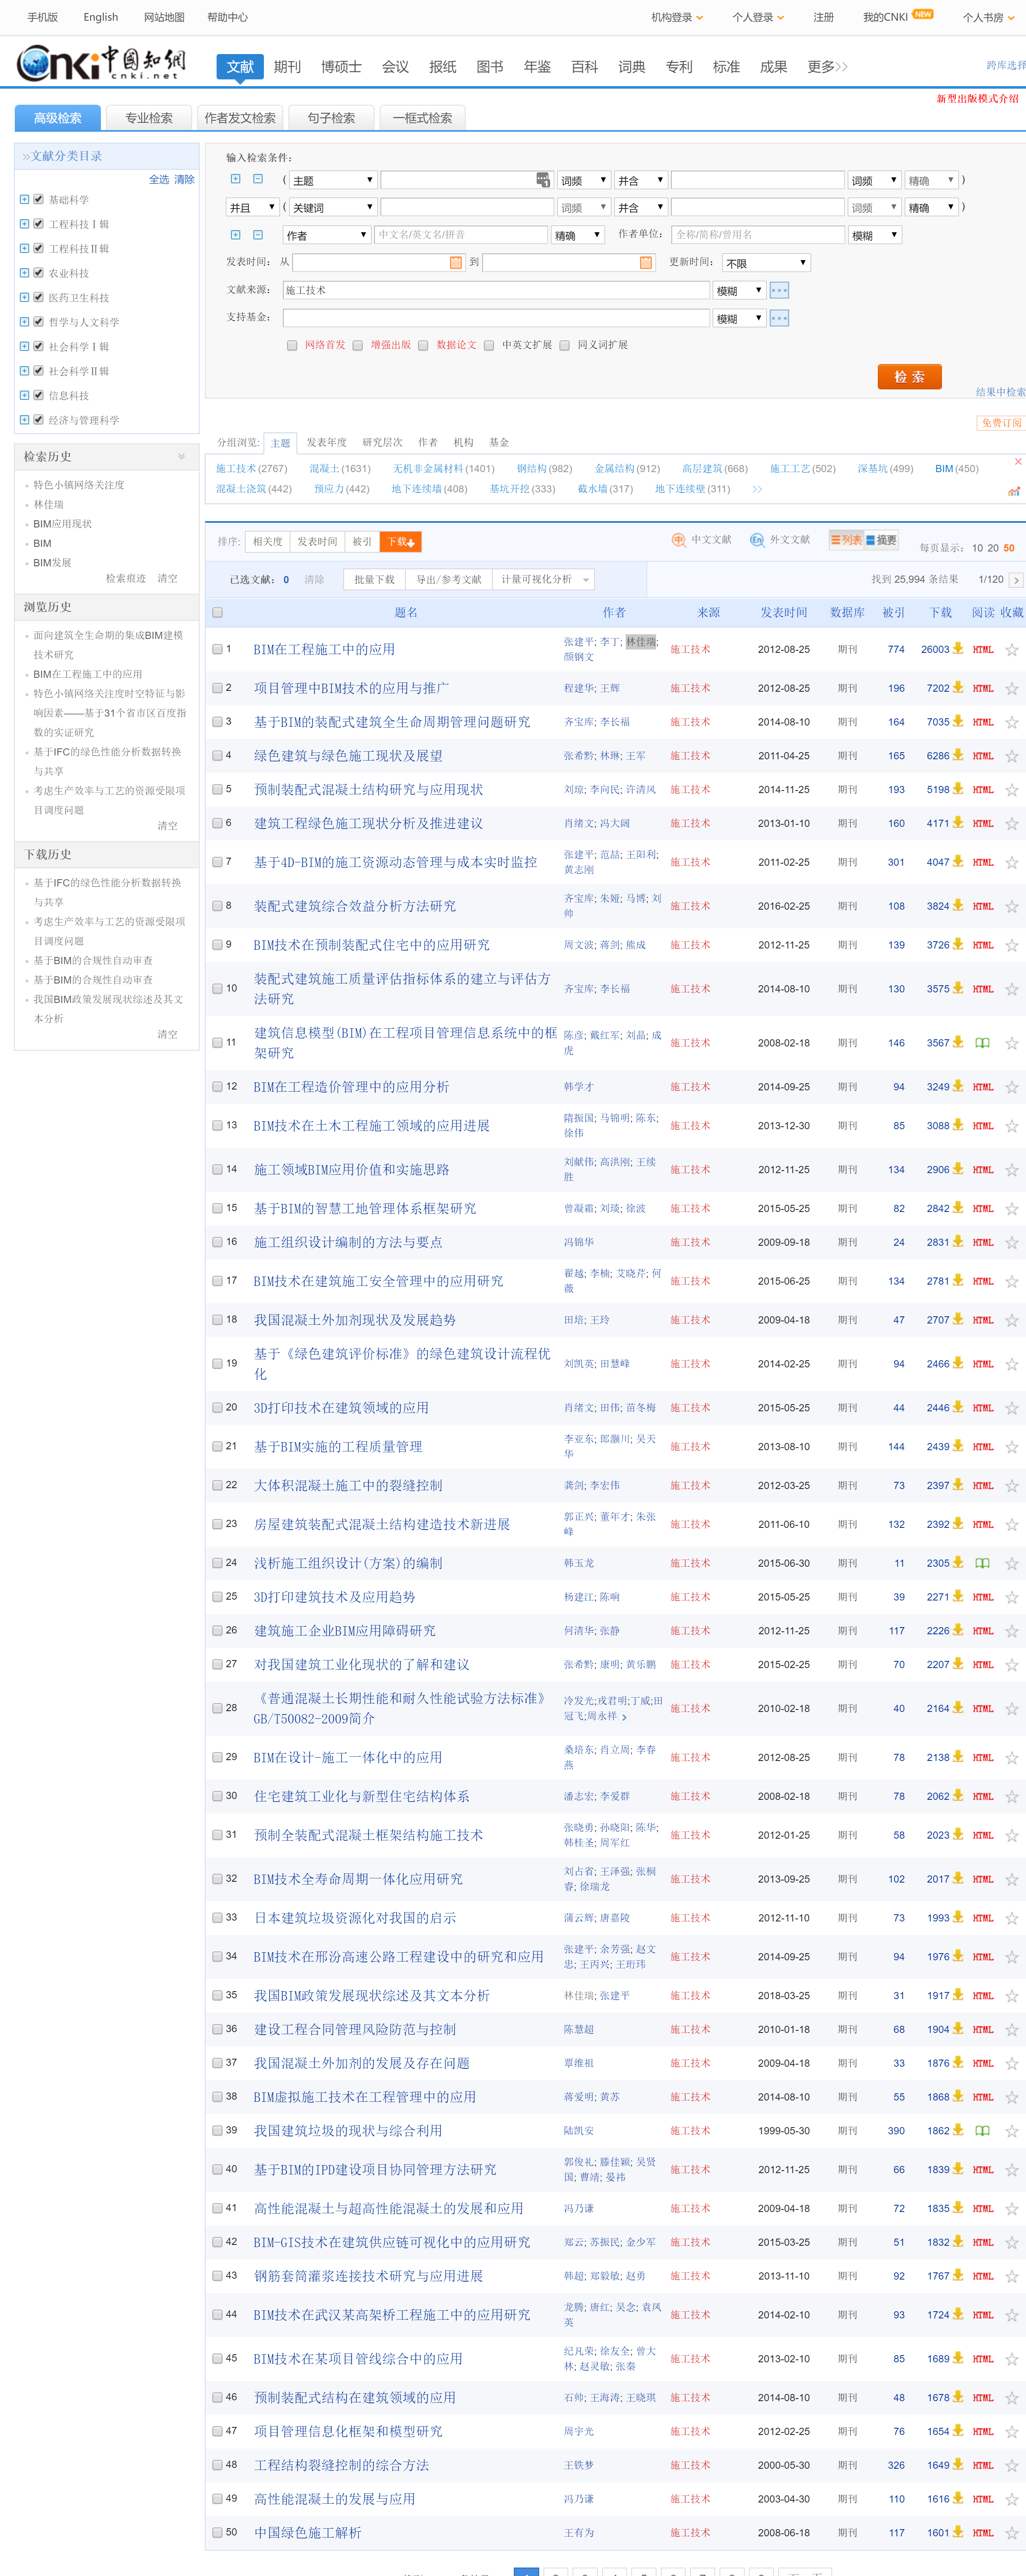 手机版 English 网站地图 帮助中心 机构登录 个人登录 注册 我的CNKI NEW 个人书房
Cnki 中国知網 cnki.net
文献 期刊 博硕士 会议 报纸 图书 年鉴 百科 词典 专利 标准 成果 更多>> 跨库选择
新型出版模式介绍
高级检索 专业检索 作者发文检索 句子检索 一框式检索
文献分类目录
全选 清除
基础科学
工程科技Ⅰ辑
工程科技Ⅱ辑
农业科技
医药卫生科技
哲学与人文科学
社会科学Ⅰ辑
社会科学Ⅱ辑
信息科技
经济与管理科学
检索历史
特色小镇网络关注度
林佳瑞
BIM应用现状
BIM
BIM发展
检索痕迹 清空
浏览历史
面向建筑全生命期的集成BIM建模
技术研究
BIM在工程施工中的应用
特色小镇网络关注度时空特征与影
响因素——基于31个省市区百度指
数的实证研究
基于IFC的绿色性能分析数据转换
与共享
考虑生产效率与工艺的资源受限项
目调度问题
清空
下载历史
基于IFC的绿色性能分析数据转换
与共享
考虑生产效率与工艺的资源受限项
目调度问题
基于BIM的合规性自动审查
基于BIM的合规性自动审查
我国BIM政策发展现状综述及其文
本分析
清空
输入检索条件:
( 主题 词频 并含 词频 精确 )
并且 ( 关键词 词频 并含 词频 精确 )
作者 中文名/英文名/拼音 精确 作者单位: 全称/简称/曾用名 模糊
发表时间: 从 到 更新时间: 不限
文献来源: 施工技术 模糊
支持基金: 模糊
网络首发 增强出版 数据论文 中英文扩展 同义词扩展
检索
结果中检索
免费订阅
分组浏览: 主题 发表年度 研究层次 作者 机构 基金
施工技术(2767) 混凝土(1631) 无机非金属材料(1401) 钢结构(982) 金属结构(912) 高层建筑(668) 施工工艺(502) 深基坑(499) BIM(450)
混凝土浇筑(442) 预应力(442) 地下连续墙(408) 基坑开挖(333) 截水墙(317) 地下连续壁(311) >>
排序: 相关度 发表时间 被引 下载 中文文献 外文文献 列表 摘要 每页显示: 10 20 50
已选文献: 0 清除 批量下载 导出/参考文献 计量可视化分析 找到 25,994 条结果 1/120
题名 作者 来源 发表时间 数据库 被引 下载 阅读 收藏
1 BIM在工程施工中的应用 张建平; 李丁; 林佳瑞; 颜钢文 施工技术 2012-08-25 期刊 774 26003 HTML
2 项目管理中BIM技术的应用与推广 程建华; 王辉 施工技术 2012-08-25 期刊 196 7202 HTML
3 基于BIM的装配式建筑全生命周期管理问题研究 齐宝库; 李长福 施工技术 2014-08-10 期刊 164 7035 HTML
4 绿色建筑与绿色施工现状及展望 张希黔; 林琳; 王军 施工技术 2011-04-25 期刊 165 6286 HTML
5 预制装配式混凝土结构研究与应用现状 刘琼; 李向民; 许清风 施工技术 2014-11-25 期刊 193 5198 HTML
6 建筑工程绿色施工现状分析及推进建议 肖绪文; 冯大阔 施工技术 2013-01-10 期刊 160 4171 HTML
7 基于4D-BIM的施工资源动态管理与成本实时监控 张建平; 范喆; 王阳利; 黄志刚 施工技术 2011-02-25 期刊 301 4047 HTML
8 装配式建筑综合效益分析方法研究 齐宝库; 朱娅; 马博; 刘帅 施工技术 2016-02-25 期刊 108 3824 HTML
9 BIM技术在预制装配式住宅中的应用研究 周文波; 蒋剑; 熊成 施工技术 2012-11-25 期刊 139 3726 HTML
10 装配式建筑施工质量评估指标体系的建立与评估方法研究 齐宝库; 李长福 施工技术 2014-08-10 期刊 130 3575 HTML
11 建筑信息模型(BIM)在工程项目管理信息系统中的框架研究 陈彦; 戴红军; 刘晶; 成虎 施工技术 2008-02-18 期刊 146 3567
12 BIM在工程造价管理中的应用分析 韩学才 施工技术 2014-09-25 期刊 94 3249 HTML
13 BIM技术在土木工程施工领域的应用进展 隋振国; 马锦明; 陈东; 徐伟 施工技术 2013-12-30 期刊 85 3088 HTML
14 施工领域BIM应用价值和实施思路 刘献伟; 高洪刚; 王续胜 施工技术 2012-11-25 期刊 134 2906 HTML
15 基于BIM的智慧工地管理体系框架研究 曾凝霜; 刘琰; 徐波 施工技术 2015-05-25 期刊 82 2842 HTML
16 施工组织设计编制的方法与要点 冯锦华 施工技术 2009-09-18 期刊 24 2831 HTML
17 BIM技术在建筑施工安全管理中的应用研究 翟越; 李楠; 艾晓芹; 何薇 施工技术 2015-06-25 期刊 134 2781 HTML
18 我国混凝土外加剂现状及发展趋势 田培; 王玲 施工技术 2009-04-18 期刊 47 2707 HTML
19 基于《绿色建筑评价标准》的绿色建筑设计流程优化 刘凯英; 田慧峰 施工技术 2014-02-25 期刊 94 2466 HTML
20 3D打印技术在建筑领域的应用 肖绪文; 田伟; 苗冬梅 施工技术 2015-05-25 期刊 44 2446 HTML
21 基于BIM实施的工程质量管理 李亚东; 郎灏川; 吴天华 施工技术 2013-08-10 期刊 144 2439 HTML
22 大体积混凝土施工中的裂缝控制 龚剑; 李宏伟 施工技术 2012-03-25 期刊 73 2397 HTML
23 房屋建筑装配式混凝土结构建造技术新进展 郭正兴; 董年才; 朱张峰 施工技术 2011-06-10 期刊 132 2392 HTML
24 浅析施工组织设计(方案)的编制 韩玉龙 施工技术 2015-06-30 期刊 11 2305
25 3D打印建筑技术及应用趋势 杨建江; 陈响 施工技术 2015-05-25 期刊 39 2271 HTML
26 建筑施工企业BIM应用障碍研究 何清华; 张静 施工技术 2012-11-25 期刊 117 2226 HTML
27 对我国建筑工业化现状的了解和建议 张希黔; 康明; 黄乐鹏 施工技术 2015-02-25 期刊 70 2207 HTML
28 《普通混凝土长期性能和耐久性能试验方法标准》GB/T50082-2009简介 冷发光;戎君明;丁威;田冠飞;周永祥 施工技术 2010-02-18 期刊 40 2164 HTML
29 BIM在设计-施工一体化中的应用 桑培东; 肖立周; 李春燕 施工技术 2012-08-25 期刊 78 2138 HTML
30 住宅建筑工业化与新型住宅结构体系 潘志宏; 李爱群 施工技术 2008-02-18 期刊 78 2062 HTML
31 预制全装配式混凝土框架结构施工技术 张晓勇; 孙晓阳; 陈华; 韩桂圣; 周军红 施工技术 2012-01-25 期刊 58 2023 HTML
32 BIM技术全寿命周期一体化应用研究 刘占省; 王泽强; 张桐睿; 徐瑞龙 施工技术 2013-09-25 期刊 102 2017 HTML
33 日本建筑垃圾资源化对我国的启示 蒲云辉; 唐嘉陵 施工技术 2012-11-10 期刊 73 1993 HTML
34 BIM技术在邢汾高速公路工程建设中的研究和应用 张建平; 余芳强; 赵文忠; 王丙兴; 王珩玮 施工技术 2014-09-25 期刊 94 1976 HTML
35 我国BIM政策发展现状综述及其文本分析 林佳瑞; 张建平 施工技术 2018-03-25 期刊 31 1917 HTML
36 建设工程合同管理风险防范与控制 陈慧超 施工技术 2010-01-18 期刊 68 1904 HTML
37 我国混凝土外加剂的发展及存在问题 覃维祖 施工技术 2009-04-18 期刊 33 1876 HTML
38 BIM虚拟施工技术在工程管理中的应用 蒋爱明; 黄苏 施工技术 2014-08-10 期刊 55 1868 HTML
39 我国建筑垃圾的现状与综合利用 陆凯安 施工技术 1999-05-30 期刊 390 1862
40 基于BIM的IPD建设项目协同管理方法研究 郭俊礼; 滕佳颖; 吴贤国; 曹靖; 晏祎 施工技术 2012-11-25 期刊 66 1839 HTML
41 高性能混凝土与超高性能混凝土的发展和应用 冯乃谦 施工技术 2009-04-18 期刊 72 1835 HTML
42 BIM-GIS技术在建筑供应链可视化中的应用研究 郑云; 苏振民; 金少军 施工技术 2015-03-25 期刊 51 1832 HTML
43 钢筋套筒灌浆连接技术研究与应用进展 韩超; 郑毅敏; 赵勇 施工技术 2013-11-10 期刊 92 1767 HTML
44 BIM技术在武汉某高架桥工程施工中的应用研究 龙腾; 唐红; 吴念; 袁凤英 施工技术 2014-02-10 期刊 93 1724 HTML
45 BIM技术在某项目管线综合中的应用 纪凡荣; 徐友全; 曾大林; 赵灵敏; 张秦 施工技术 2013-02-10 期刊 85 1689 HTML
46 预制装配式结构在建筑领域的应用 石帅; 王海涛; 王晓琪 施工技术 2014-08-10 期刊 48 1678 HTML
47 项目管理信息化框架和模型研究 周宇光 施工技术 2012-02-25 期刊 76 1654 HTML
48 工程结构裂缝控制的综合方法 王铁梦 施工技术 2000-05-30 期刊 326 1649 HTML
49 高性能混凝土的发展与应用 冯乃谦 施工技术 2003-04-30 期刊 110 1616 HTML
50 中国绿色施工解析 王有为 施工技术 2008-06-18 期刊 117 1601 HTML